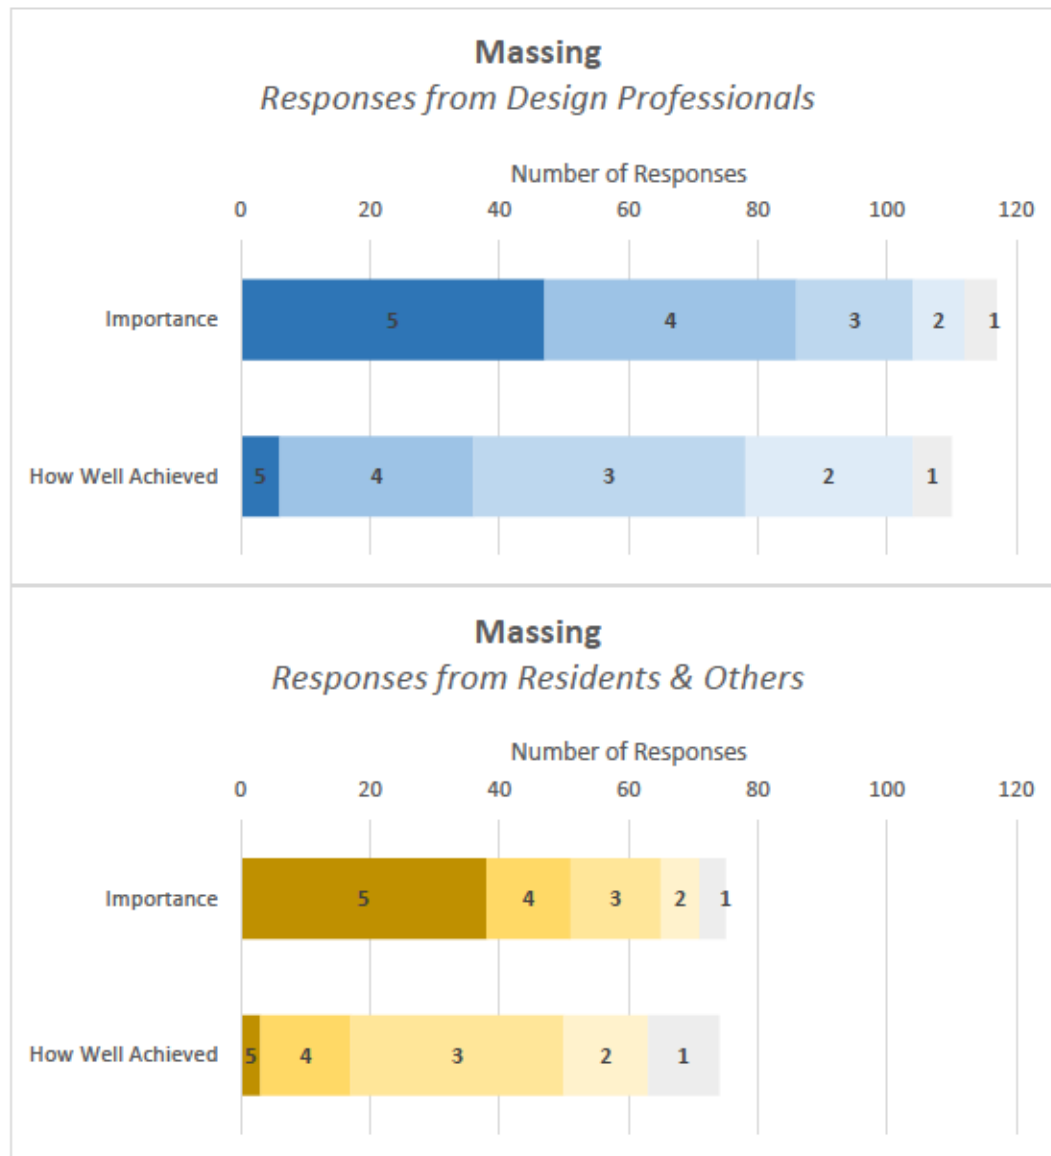 Massing
Responses from Design Professionals
Number of Responses
0 20 40 60 80 100 120
Importance 5 4 3 2 1
How Well Achieved 5 4 3 2 1
Massing
Responses from Residents & Others
Number of Responses
0 20 40 60 80 100 120
Importance 5 4 3 2 1
How Well Achieved 5 4 3 2 1